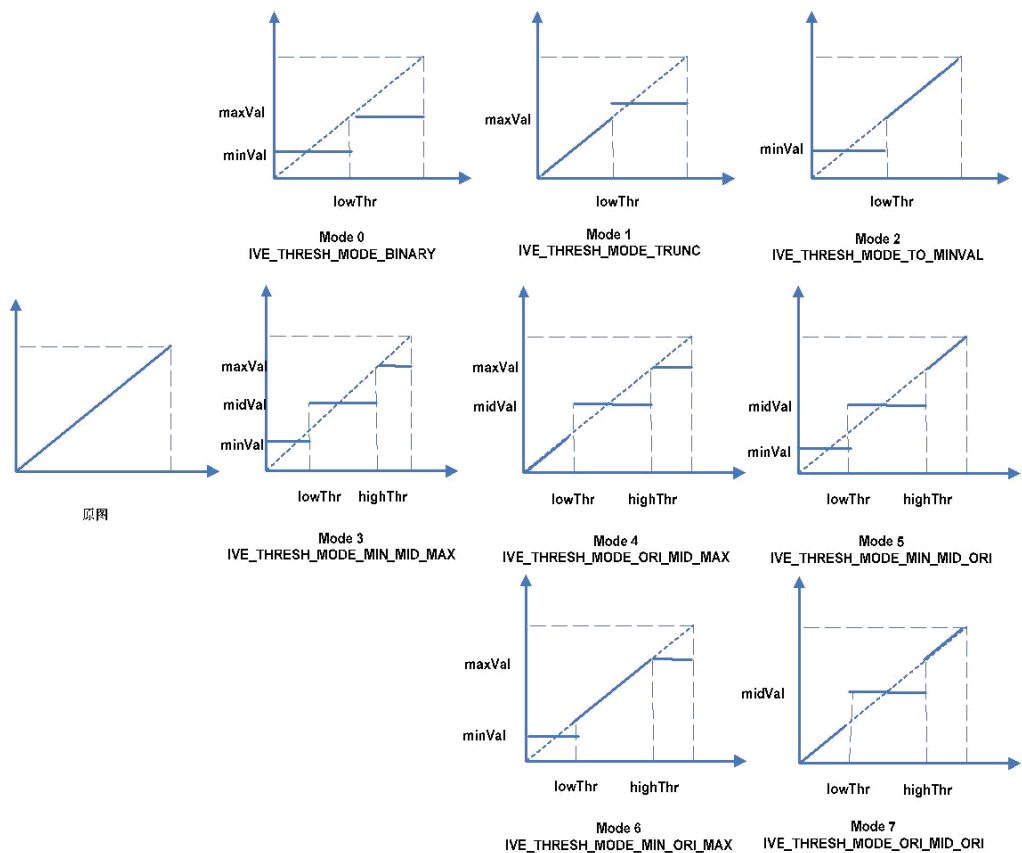 maxVal
minVal
lowThr
Mode 0
IVE_THRESH_MODE_BINARY
maxVal
lowThr
Mode 1
IVE_THRESH_MODE_TRUNC
minVal
lowThr
Mode 2
IVE_THRESH_MODE_TO_MINVAL
原图
maxVal
midVal
minVal
lowThr highThr
Mode 3
IVE_THRESH_MODE_MIN_MID_MAX
maxVal
midVal
lowThr highThr
Mode 4
IVE_THRESH_MODE_ORI_MID_MAX
midVal
minVal
lowThr highThr
Mode 5
IVE_THRESH_MODE_MIN_MID_ORI
maxVal
minVal
lowThr highThr
Mode 6
IVE_THRESH_MODE_MIN_ORI_MAX
midVal
lowThr highThr
Mode 7
IVE_THRESH_MODE_ORI_MID_ORI